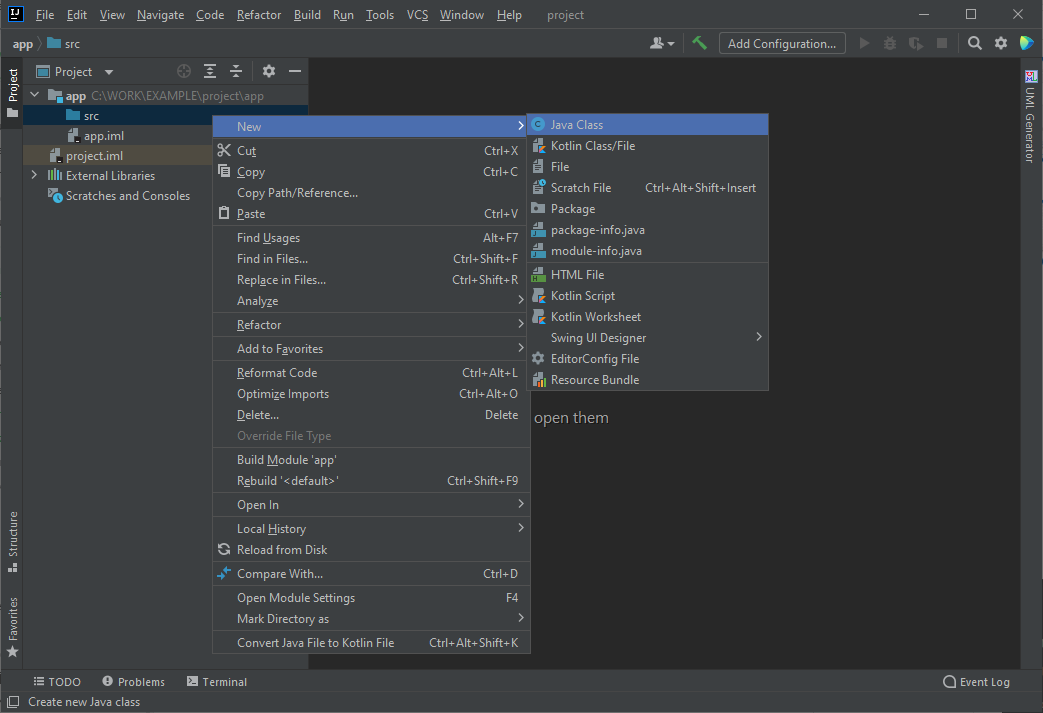 IJ File Edit View Navigate Code Refactor Build Run Tools VCS Window Help project
app src Add Configuration...
Project
Project
app C:\WORK\EXAMPLE\project\app
src
app.iml
project.iml
External Libraries
Scratches and Consoles
New
Cut Ctrl+X
Copy Ctrl+C
Copy Path/Reference...
Paste Ctrl+V
Find Usages Alt+F7
Find in Files... Ctrl+Shift+F
Replace in Files... Ctrl+Shift+R
Analyze
Refactor
Add to Favorites
Reformat Code Ctrl+Alt+L
Optimize Imports Ctrl+Alt+O
Delete... Delete
Override File Type
Build Module 'app'
Rebuild '<default>' Ctrl+Shift+F9
Open In
Local History
Reload from Disk
Compare With... Ctrl+D
Open Module Settings F4
Mark Directory as
Convert Java File to Kotlin File Ctrl+Alt+Shift+K
Java Class
Kotlin Class/File
File
Scratch File Ctrl+Alt+Shift+Insert
Package
package-info.java
module-info.java
HTML File
Kotlin Script
Kotlin Worksheet
Swing UI Designer
EditorConfig File
Resource Bundle
open them
UML Generator
Structure
Favorites
TODO Problems Terminal Event Log
Create new Java class